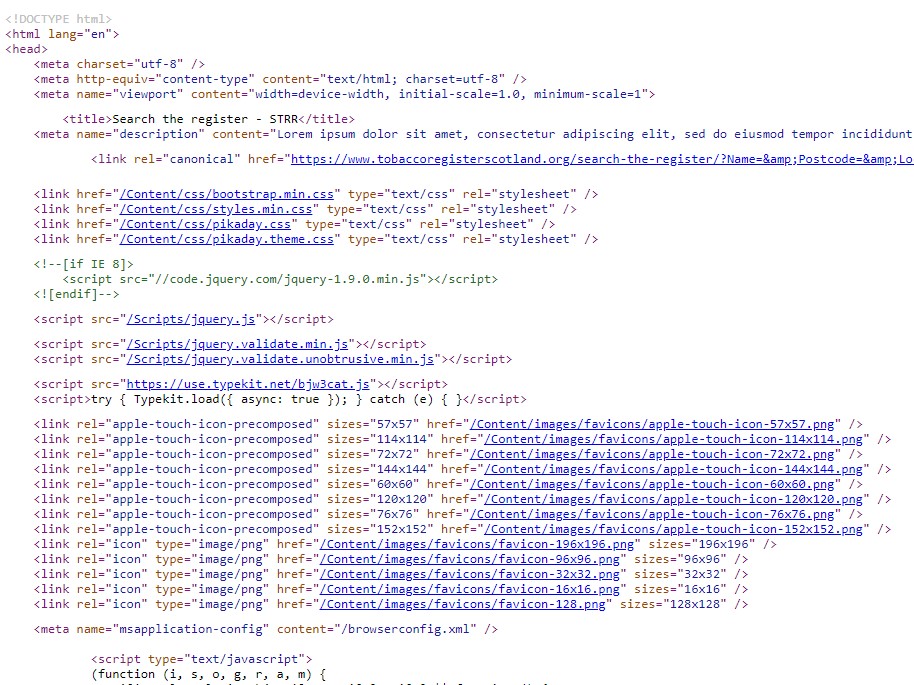 <!DOCTYPE html>
<html lang="en">
<head>
<meta charset="utf-8" />
<meta http-equiv="content-type" content="text/html; charset=utf-8" />
<meta name="viewport" content="width=device-width, initial-scale=1.0, minimum-scale=1">
<title>Search the register - STRR</title>
<meta name="description" content="Lorem ipsum dolor sit amet, consectetur adipiscing elit, sed do eiusmod tempor incididunt
<link rel="canonical" href="https://www.tobaccoregisterscotland.org/search-the-register/?Name=&amp;Postcode=&amp;Lo
<link href="/Content/css/bootstrap.min.css" type="text/css" rel="stylesheet" />
<link href="/Content/css/styles.min.css" type="text/css" rel="stylesheet" />
<link href="/Content/css/pikaday.css" type="text/css" rel="stylesheet" />
<link href="/Content/css/pikaday.theme.css" type="text/css" rel="stylesheet" />
<!--[if IE 8]>
<script src="//code.jquery.com/jquery-1.9.0.min.js"></script>
<![endif]-->
<script src="/Scripts/jquery.js"></script>
<script src="/Scripts/jquery.validate.min.js"></script>
<script src="/Scripts/jquery.validate.unobtrusive.min.js"></script>
<script src="https://use.typekit.net/bjw3cat.js"></script>
<script>try { Typekit.load({ async: true }); } catch (e) { }</script>
<link rel="apple-touch-icon-precomposed" sizes="57x57" href="/Content/images/favicons/apple-touch-icon-57x57.png" />
<link rel="apple-touch-icon-precomposed" sizes="114x114" href="/Content/images/favicons/apple-touch-icon-114x114.png" />
<link rel="apple-touch-icon-precomposed" sizes="72x72" href="/Content/images/favicons/apple-touch-icon-72x72.png" />
<link rel="apple-touch-icon-precomposed" sizes="144x144" href="/Content/images/favicons/apple-touch-icon-144x144.png" />
<link rel="apple-touch-icon-precomposed" sizes="60x60" href="/Content/images/favicons/apple-touch-icon-60x60.png" />
<link rel="apple-touch-icon-precomposed" sizes="120x120" href="/Content/images/favicons/apple-touch-icon-120x120.png" />
<link rel="apple-touch-icon-precomposed" sizes="76x76" href="/Content/images/favicons/apple-touch-icon-76x76.png" />
<link rel="apple-touch-icon-precomposed" sizes="152x152" href="/Content/images/favicons/apple-touch-icon-152x152.png" />
<link rel="icon" type="image/png" href="/Content/images/favicons/favicon-196x196.png" sizes="196x196" />
<link rel="icon" type="image/png" href="/Content/images/favicons/favicon-96x96.png" sizes="96x96" />
<link rel="icon" type="image/png" href="/Content/images/favicons/favicon-32x32.png" sizes="32x32" />
<link rel="icon" type="image/png" href="/Content/images/favicons/favicon-16x16.png" sizes="16x16" />
<link rel="icon" type="image/png" href="/Content/images/favicons/favicon-128.png" sizes="128x128" />
<meta name="msapplication-config" content="/browserconfig.xml" />
<script type="text/javascript">
(function (i, s, o, g, r, a, m) {